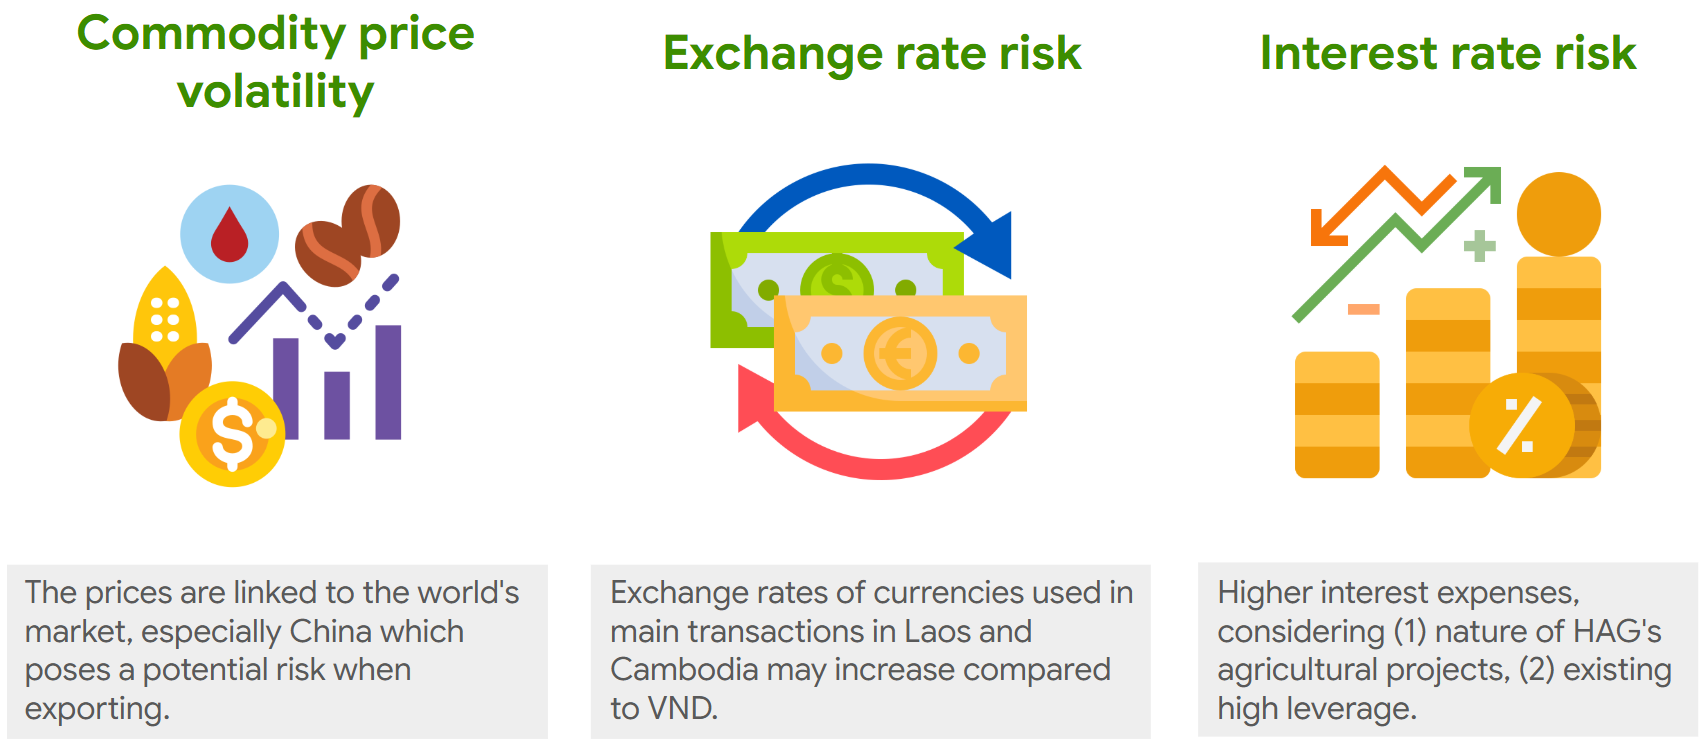 Commodity price
volatility
The prices are linked to the world's
market, especially China which
poses a potential risk when
exporting.
Exchange rate risk
Exchange rates of currencies used in
main transactions in Laos and
Cambodia may increase compared
to VND.
Interest rate risk
Higher interest expenses,
considering (1) nature of HAG's
agricultural projects, (2) existing
high leverage.